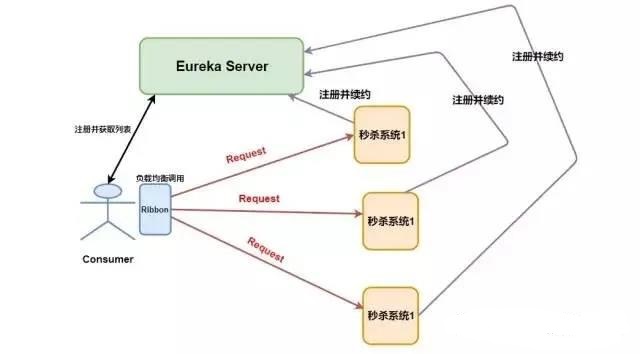 Eureka Server
注册并续约
注册并续约
注册并续约
注册并获取列表
秒杀系统1
Request
负载均衡调用
Ribbon
Request
秒杀系统1
Consumer
Request
秒杀系统1